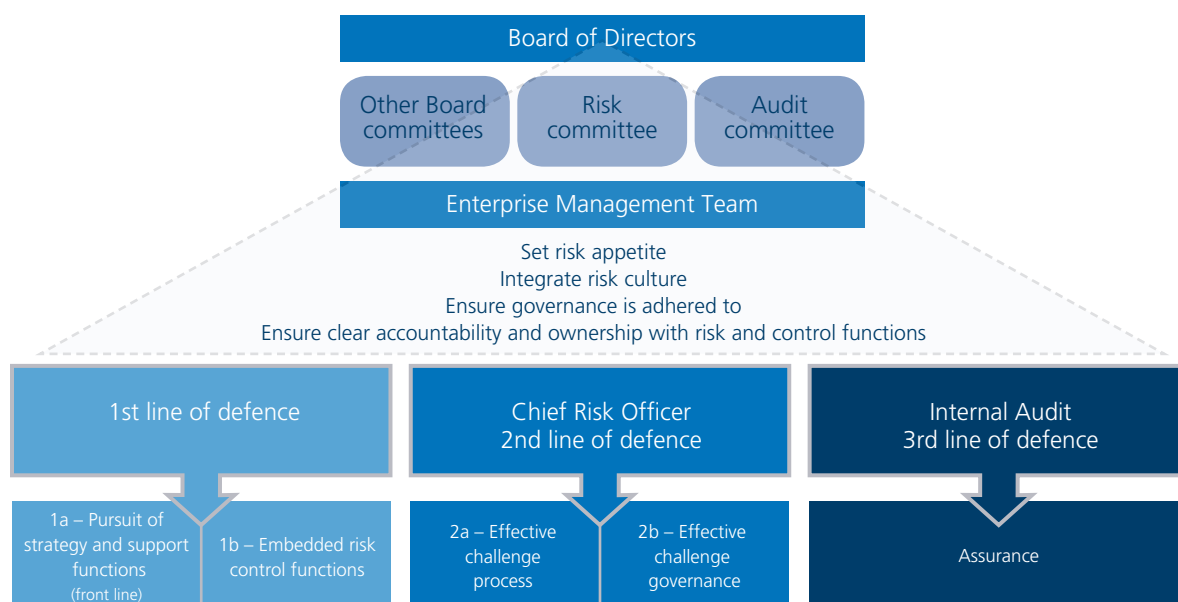 Board of Directors
Other Board
committees
Risk
committee
Audit
committee
Enterprise Management Team
Set risk appetite
Integrate risk culture
Ensure governance is adhered to
Ensure clear accountability and ownership with risk and control functions
1st line of defence
Chief Risk Officer
2nd line of defence
Internal Audit
3rd line of defence
1a – Pursuit of
strategy and support
functions
(front line)
1b – Embedded risk
control functions
2a – Effective
challenge
process
2b – Effective
challenge
governance
Assurance